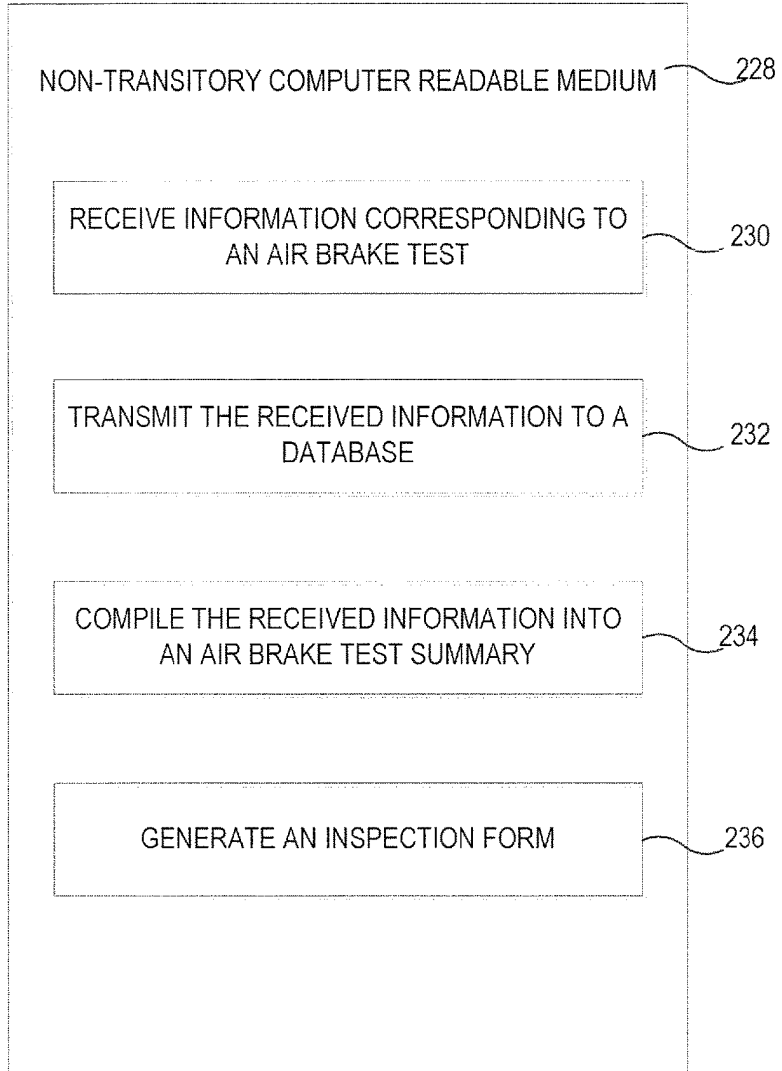 NON-TRANSITORY COMPUTER READABLE MEDIUM 228
RECEIVE INFORMATION CORRESPONDING TO
AN AIR BRAKE TEST
230
TRANSMIT THE RECEIVED INFORMATION TO A
DATABASE
232
COMPILE THE RECEIVED INFORMATION INTO
AN AIR BRAKE TEST SUMMARY
234
GENERATE AN INSPECTION FORM 236